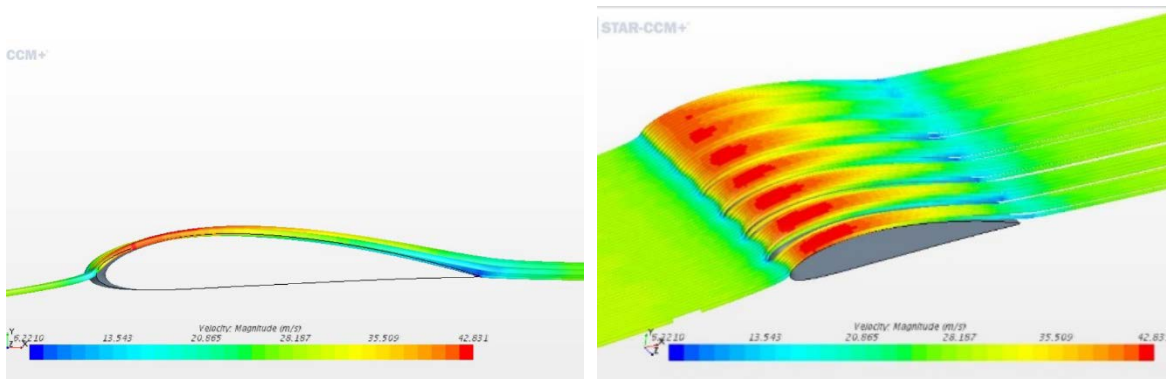 CCM+
Velocity: Magnitude (m/s)
6.2210 13.543 20.865 28.187 35.509 42.831
Y
Z X
STAR-CCM+
Velocity: Magnitude (m/s)
6.2210 13.543 20.865 28.187 35.509 42.831
Y
Z X